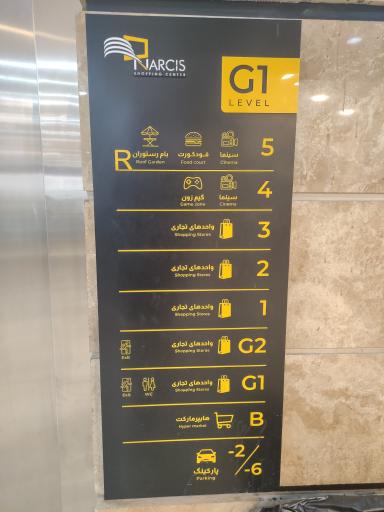 NARCIS
SHOPPING CENTER
G1
LEVEL
R بام رستوران فودکورت سینما 5
Roof Garden Food court Cinema
گیم زون سینما 4
Game zone Cinema
واحدهای تجاری 3
Shopping Stores
واحدهای تجاری 2
Shopping Stores
واحدهای تجاری 1
Shopping Stores
واحدهای تجاری G2
Exit Shopping Stores
واحدهای تجاری G1
Exit WC Shopping Stores
هایپرمارکت B
Hyper market
پارکینگ -2/-6
Parking